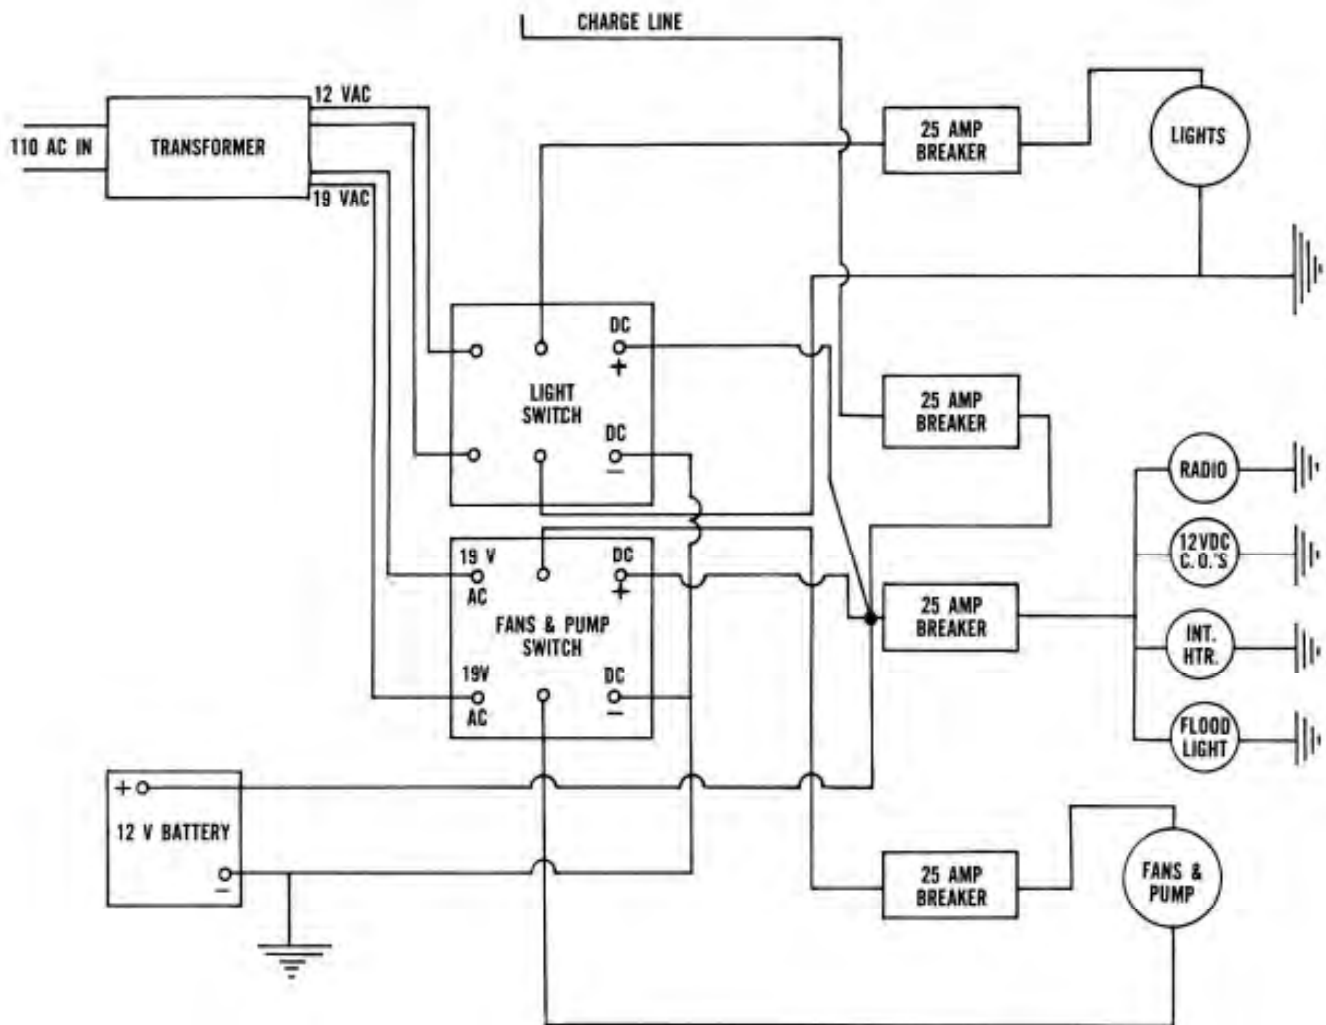 CHARGE LINE
12 VAC
110 AC IN
TRANSFORMER
19 VAC
25 AMP
BREAKER
LIGHTS
DC
+
LIGHT
SWITCH
DC
–
25 AMP
BREAKER
RADIO
12VDC
C.O.'S
INT.
HTR.
FLOOD
LIGHT
19 V
AC
DC
+
FANS & PUMP
SWITCH
19V
AC
DC
–
25 AMP
BREAKER
+
12 V BATTERY
–
25 AMP
BREAKER
FANS &
PUMP